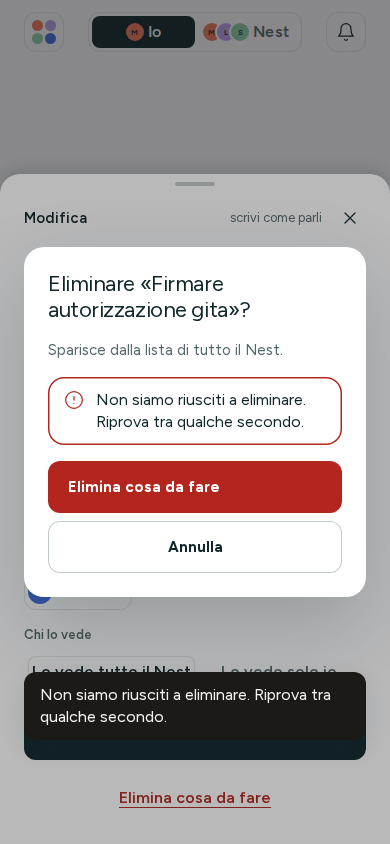 M Io
M L S Nest
Modifica
scrivi come parli
Eliminare «Firmare
autorizzazione gita»?
Sparisce dalla lista di tutto il Nest.
Non siamo riusciti a eliminare.
Riprova tra qualche secondo.
Elimina cosa da fare
Annulla
Chi lo vede
Lo vede tutto il Nest
Lo vede solo io
Non siamo riusciti a eliminare. Riprova tra
qualche secondo.
Elimina cosa da fare